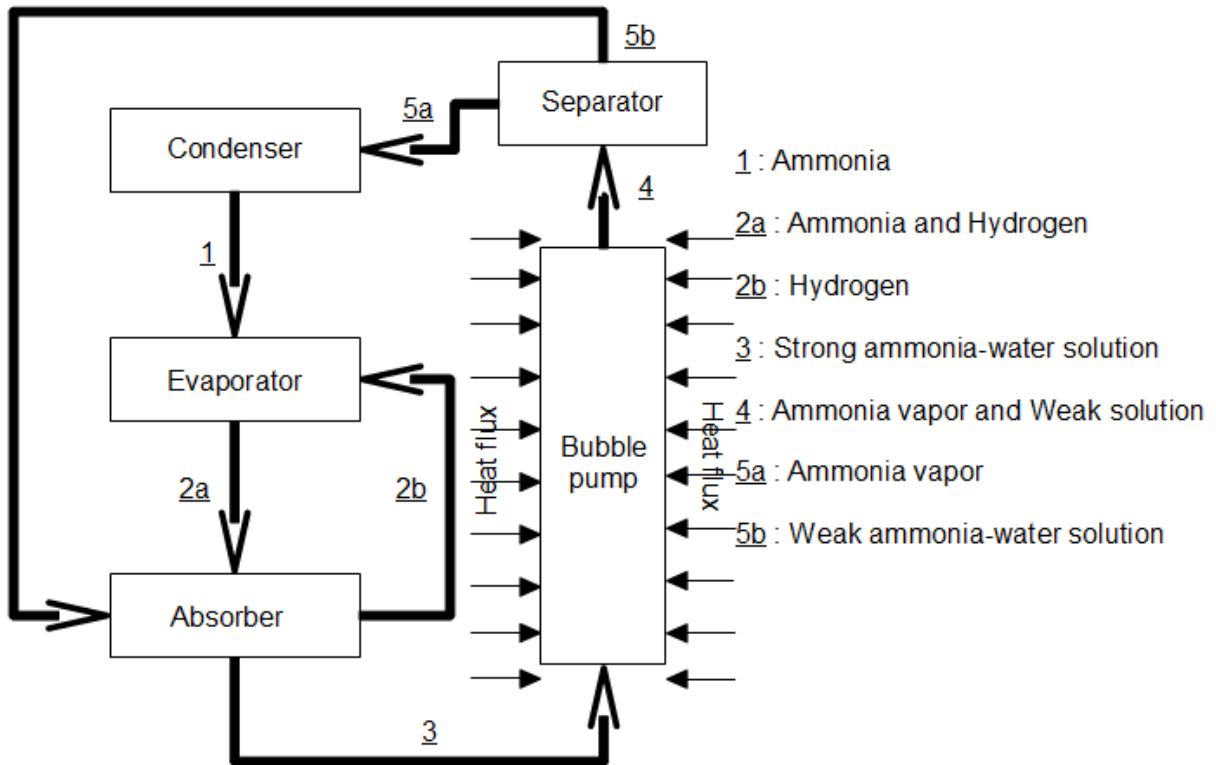 5b
Separator
5a
Condenser
4
1
Evaporator
Heat flux
Bubble
pump
Heat flux
2a
2b
Absorber
3
1 : Ammonia
2a : Ammonia and Hydrogen
2b : Hydrogen
3 : Strong ammonia-water solution
4 : Ammonia vapor and Weak solution
5a : Ammonia vapor
5b : Weak ammonia-water solution